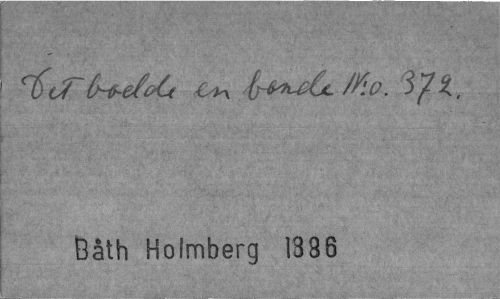 Det bodde en bonde N:o. 372.
Båth Holmberg 1886